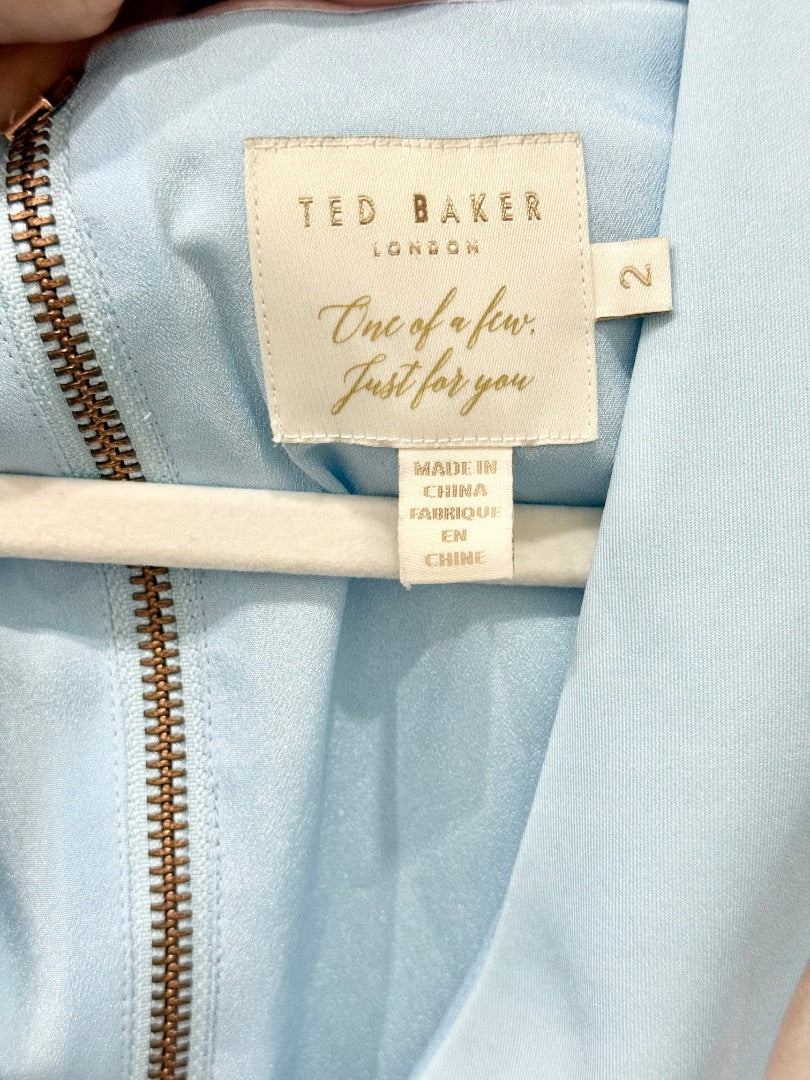 TED BAKER
LONDON
One of a few.
Just for you
2
MADE IN
CHINA
FABRIQUE
EN
CHINE